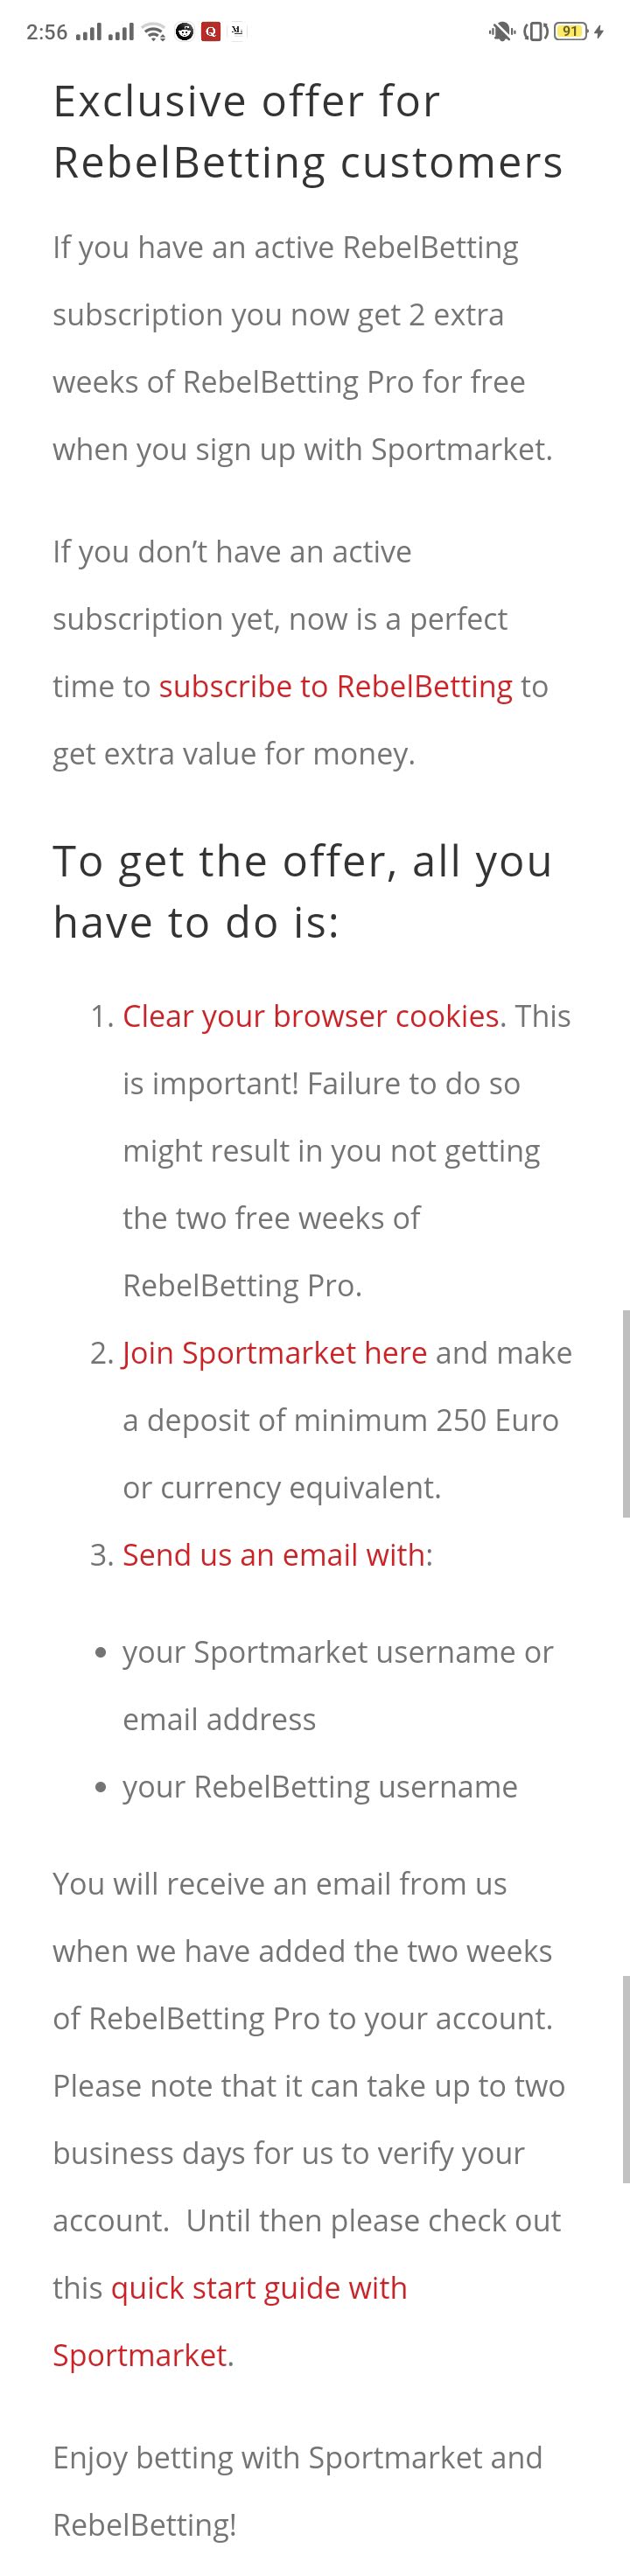 2:56 Q M 91
Exclusive offer for
RebelBetting customers
If you have an active RebelBetting
subscription you now get 2 extra
weeks of RebelBetting Pro for free
when you sign up with Sportmarket.
If you don’t have an active
subscription yet, now is a perfect
time to subscribe to RebelBetting to
get extra value for money.
To get the offer, all you
have to do is:
1. Clear your browser cookies. This
is important! Failure to do so
might result in you not getting
the two free weeks of
RebelBetting Pro.
2. Join Sportmarket here and make
a deposit of minimum 250 Euro
or currency equivalent.
3. Send us an email with:
• your Sportmarket username or
email address
• your RebelBetting username
You will receive an email from us
when we have added the two weeks
of RebelBetting Pro to your account.
Please note that it can take up to two
business days for us to verify your
account.  Until then please check out
this quick start guide with
Sportmarket.
Enjoy betting with Sportmarket and
RebelBetting!